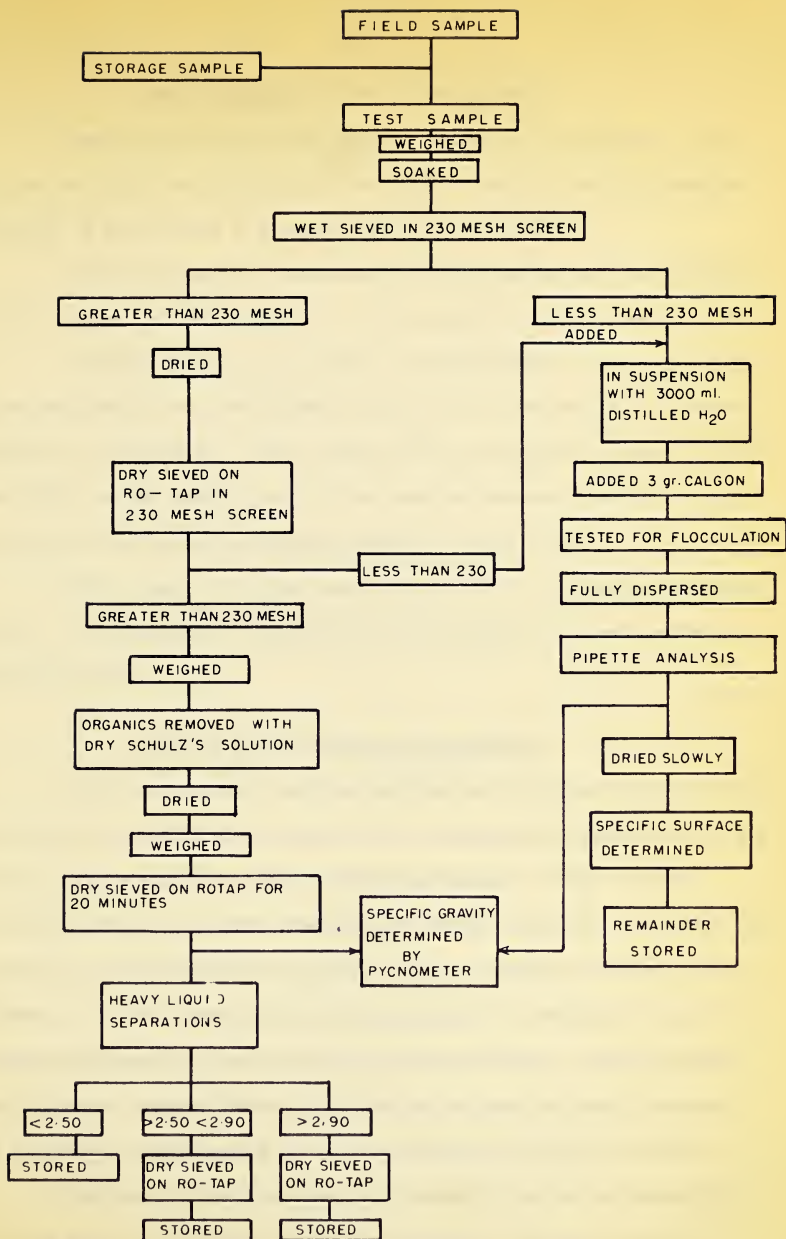 FIELD SAMPLE
STORAGE SAMPLE
TEST SAMPLE
WEIGHED
SOAKED
WET SIEVED IN 230 MESH SCREEN
GREATER THAN 230 MESH
DRIED
DRY SIEVED ON
RO-TAP IN
230 MESH SCREEN
LESS THAN 230
GREATER THAN 230 MESH
WEIGHED
ORGANICS REMOVED WITH
DRY SCHULZ'S SOLUTION
DRIED
WEIGHED
DRY SIEVED ON ROTAP FOR
20 MINUTES
HEAVY LIQUID
SEPARATIONS
<2.50
STORED
>2.50 <2.90
DRY SIEVED
ON RO-TAP
STORED
>2.90
DRY SIEVED
ON RO-TAP
STORED
LESS THAN 230 MESH
ADDED
IN SUSPENSION
WITH 3000 ml.
DISTILLED H2O
ADDED 3 gr. CALGON
TESTED FOR FLOCCULATION
FULLY DISPERSED
PIPETTE ANALYSIS
DRIED SLOWLY
SPECIFIC SURFACE
DETERMINED
REMAINDER
STORED
SPECIFIC GRAVITY
DETERMINED
BY
PYCNOMETER